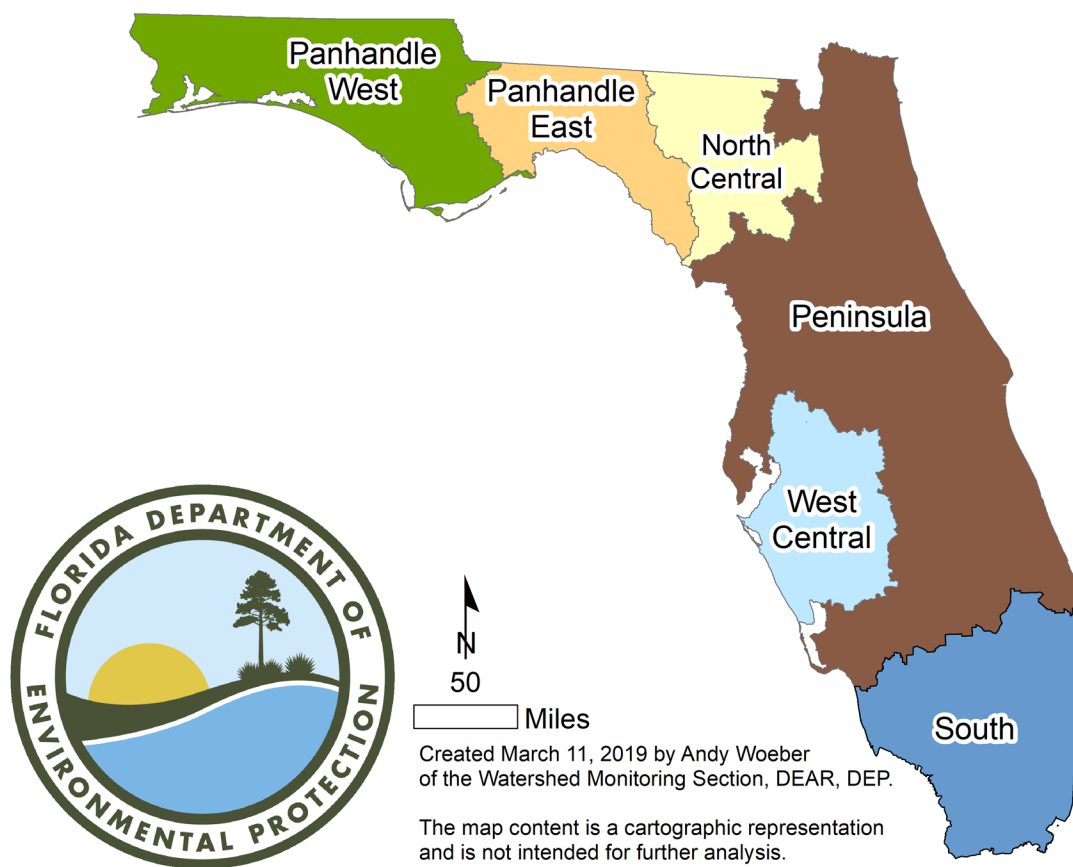 Panhandle
West
Panhandle
East
North
Central
Peninsula
West
Central
South
FLORIDA DEPARTMENT OF
ENVIRONMENTAL PROTECTION
N
50
Miles
Created March 11, 2019 by Andy Woeber
of the Watershed Monitoring Section, DEAR, DEP.
The map content is a cartographic representation
and is not intended for further analysis.